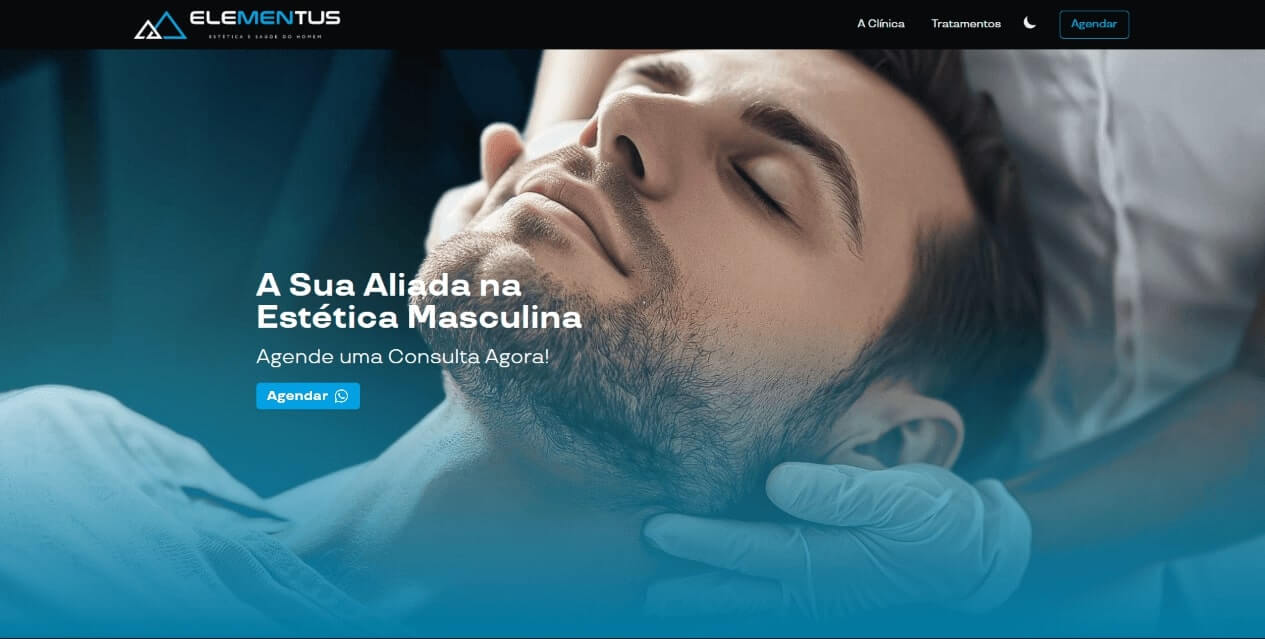 ELEMENTUS
ESTÉTICA E SAÚDE DO HOMEM
A Clínica
Tratamentos
Agendar
A Sua Aliada na
Estética Masculina
Agende uma Consulta Agora!
Agendar